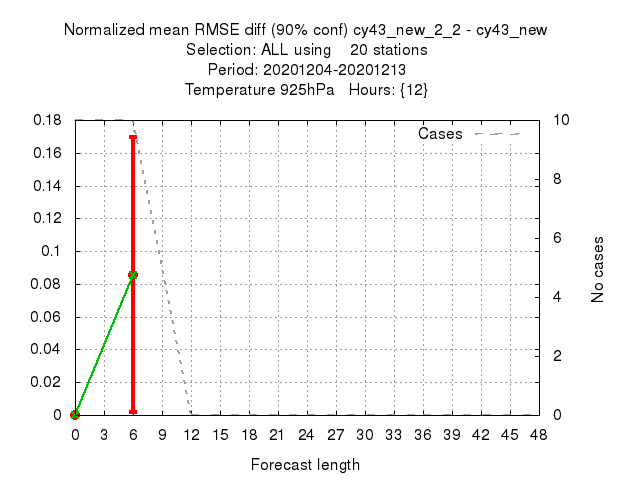 Normalized mean RMSE diff (90% conf) cy43_new_2_2 - cy43_new
Selection: ALL using 20 stations
Period: 20201204-20201213
Temperature 925hPa Hours: {12}
Cases
0.18
0.16
0.14
0.12
0.1
0.08
0.06
0.04
0.02
0
10
8
6
4
2
0
No cases
0 3 6 9 12 15 18 21 24 27 30 33 36 39 42 45 48
Forecast length